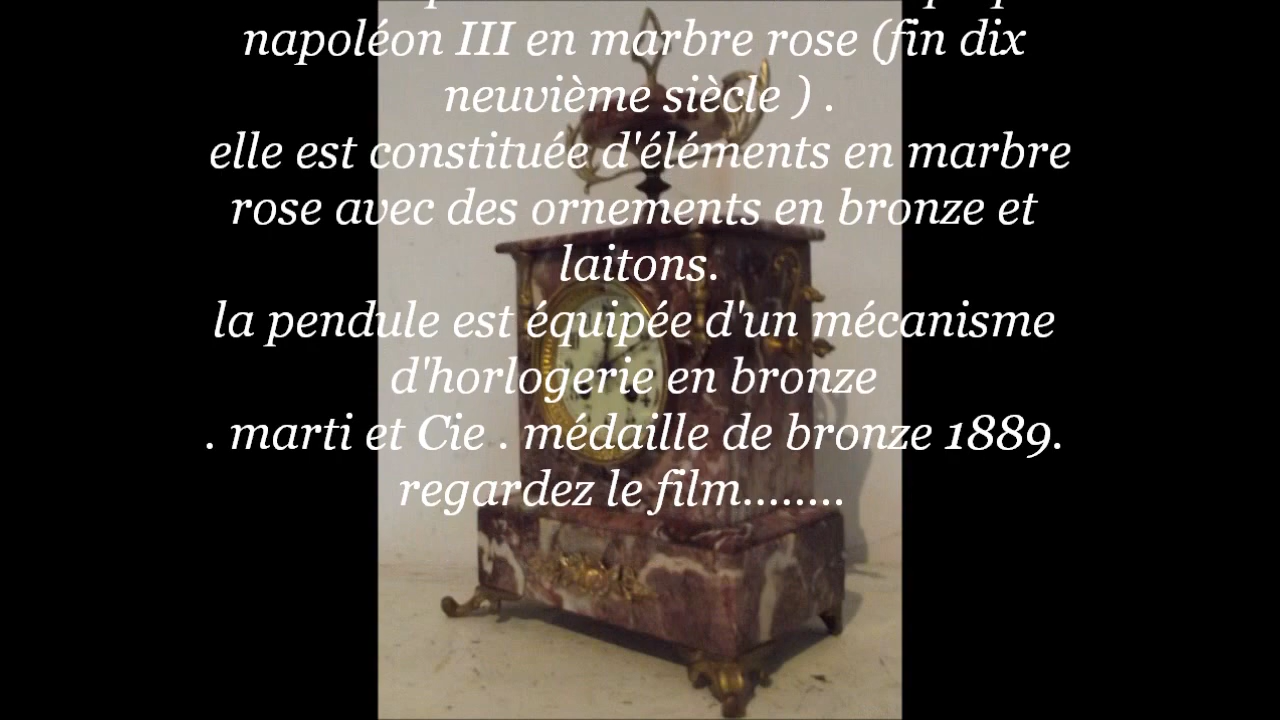 napoléon III en marbre rose (fin dix
neuvième siècle ) .
elle est constituée d'éléments en marbre
rose avec des ornements en bronze et
laitons.
la pendule est équipée d'un mécanisme
d'horlogerie en bronze
. marti et Cie . médaille de bronze 1889.
regardez le film........